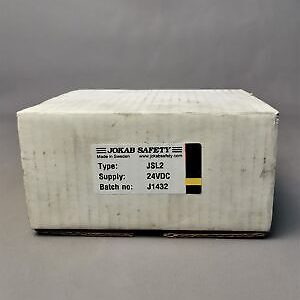 JOKAB SAFETY
Made in Sweden www.jokabsafety.com
Type: JSL2
Supply: 24VDC
Batch no: J1432